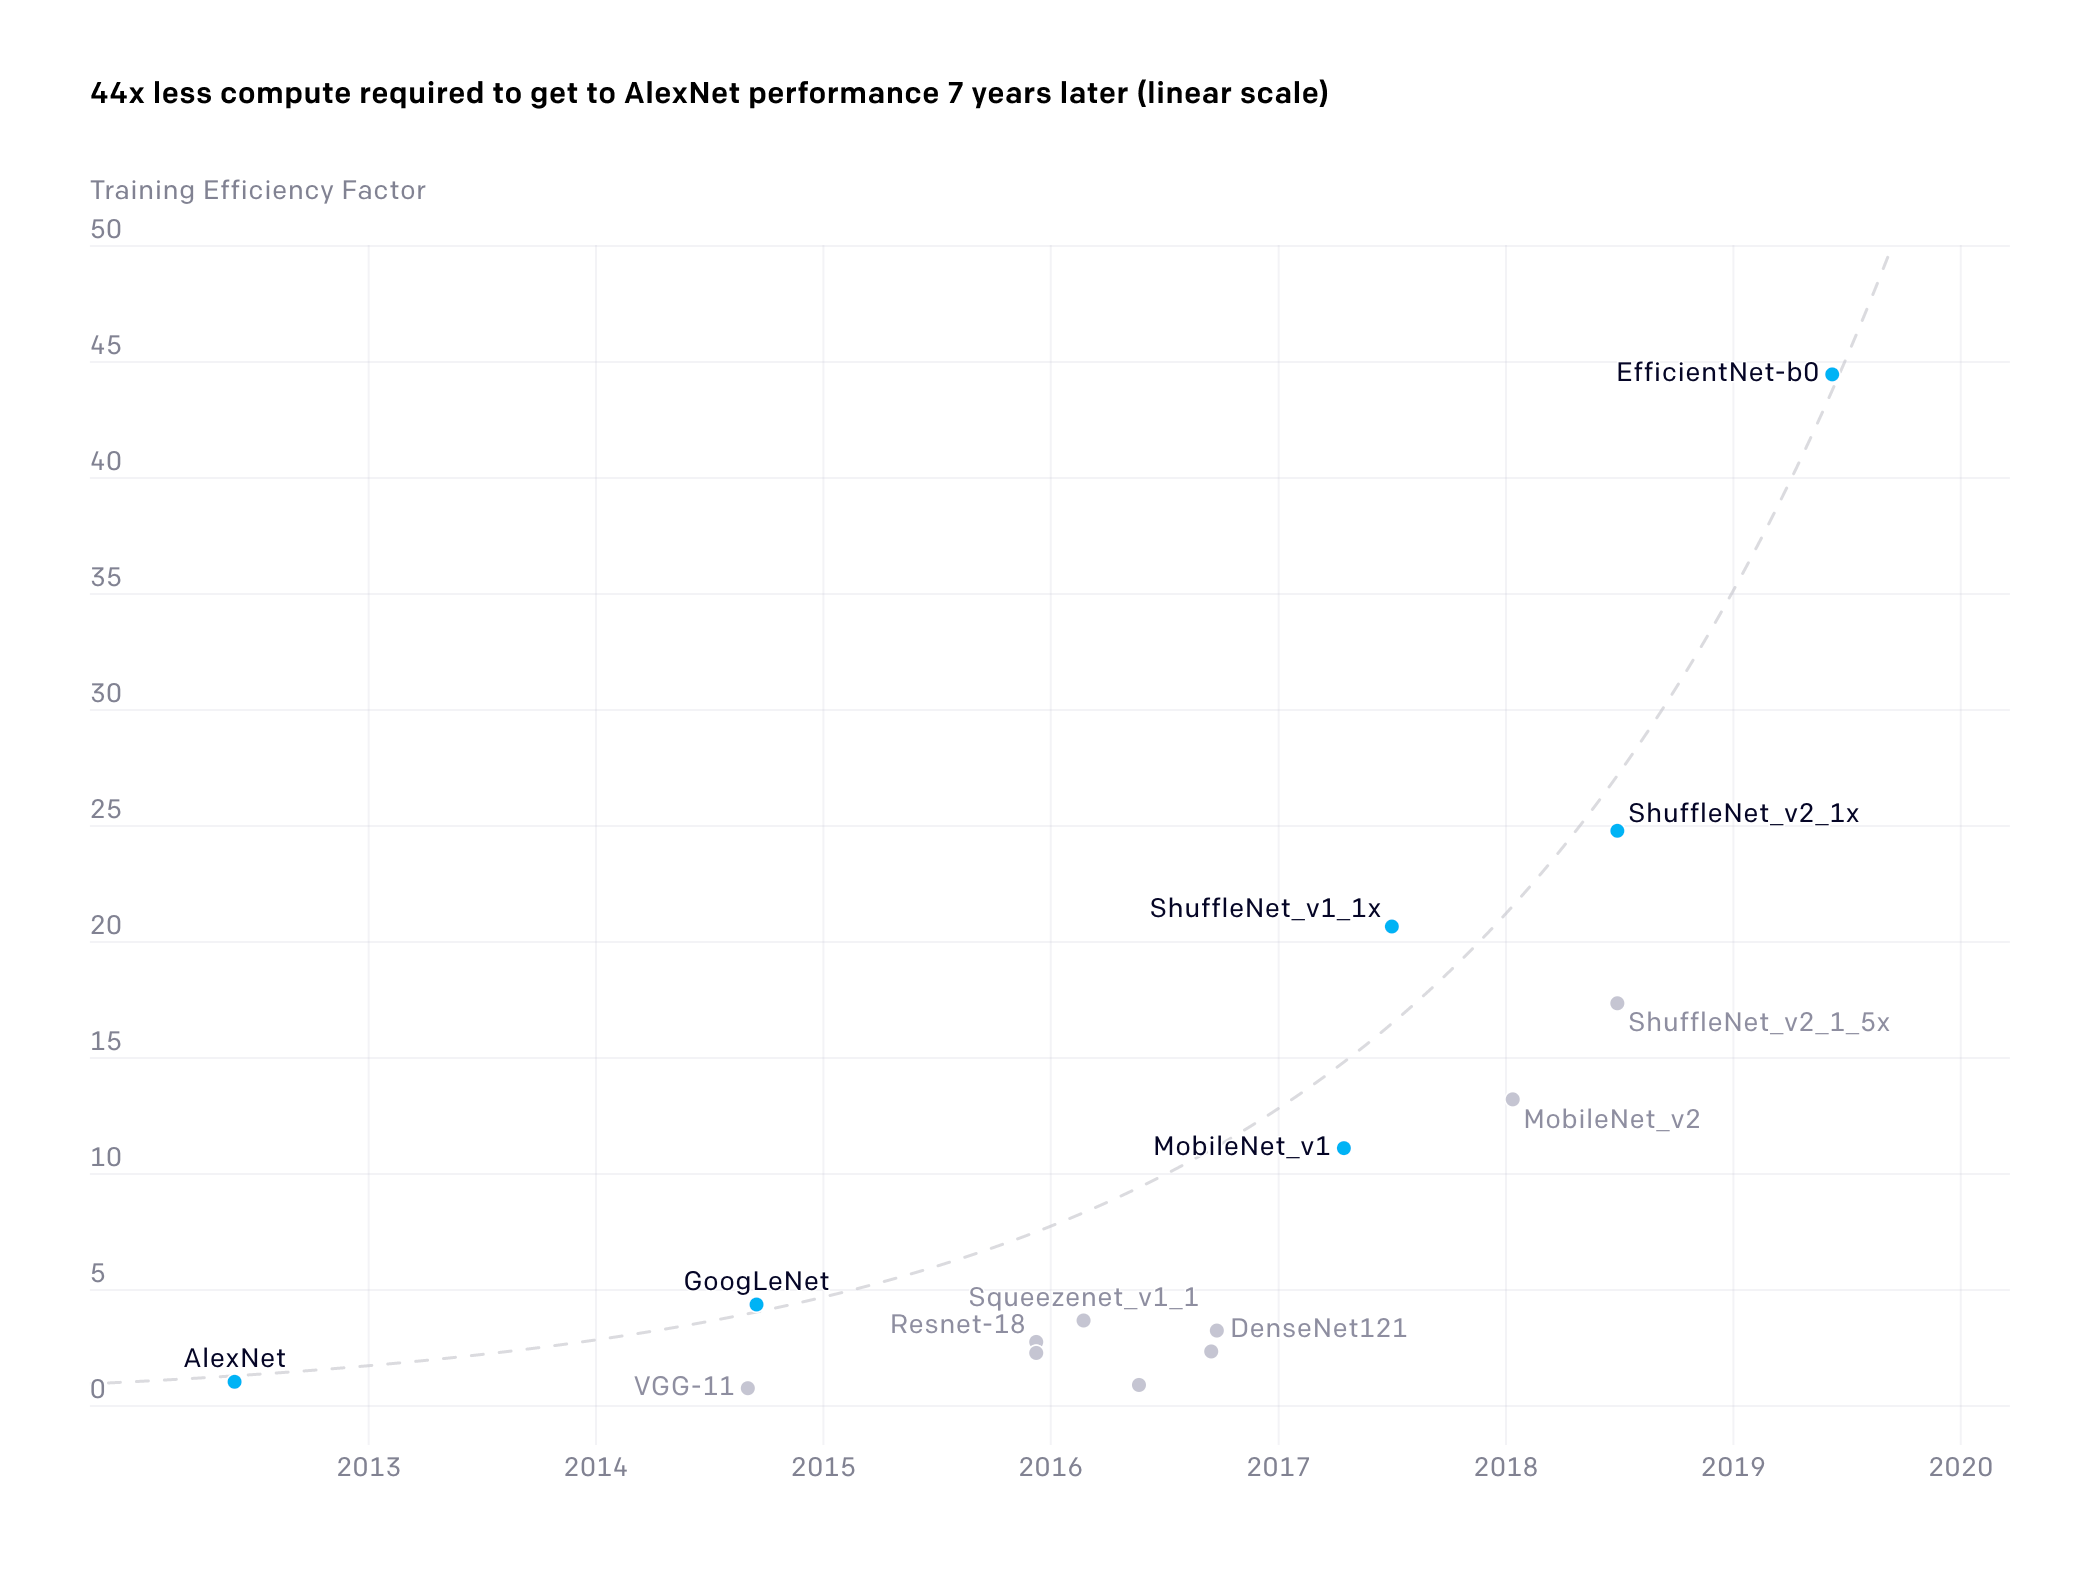 44x less compute required to get to AlexNet performance 7 years later (linear scale)
Training Efficiency Factor
50
45
EfficientNet-b0
40
35
30
25
ShuffleNet_v2_1x
ShuffleNet_v1_1x
20
ShuffleNet_v2_1_5x
15
MobileNet_v2
MobileNet_v1
10
5
GoogLeNet
Squeezenet_v1_1
Resnet-18
DenseNet121
AlexNet
VGG-11
0
2013 2014 2015 2016 2017 2018 2019 2020